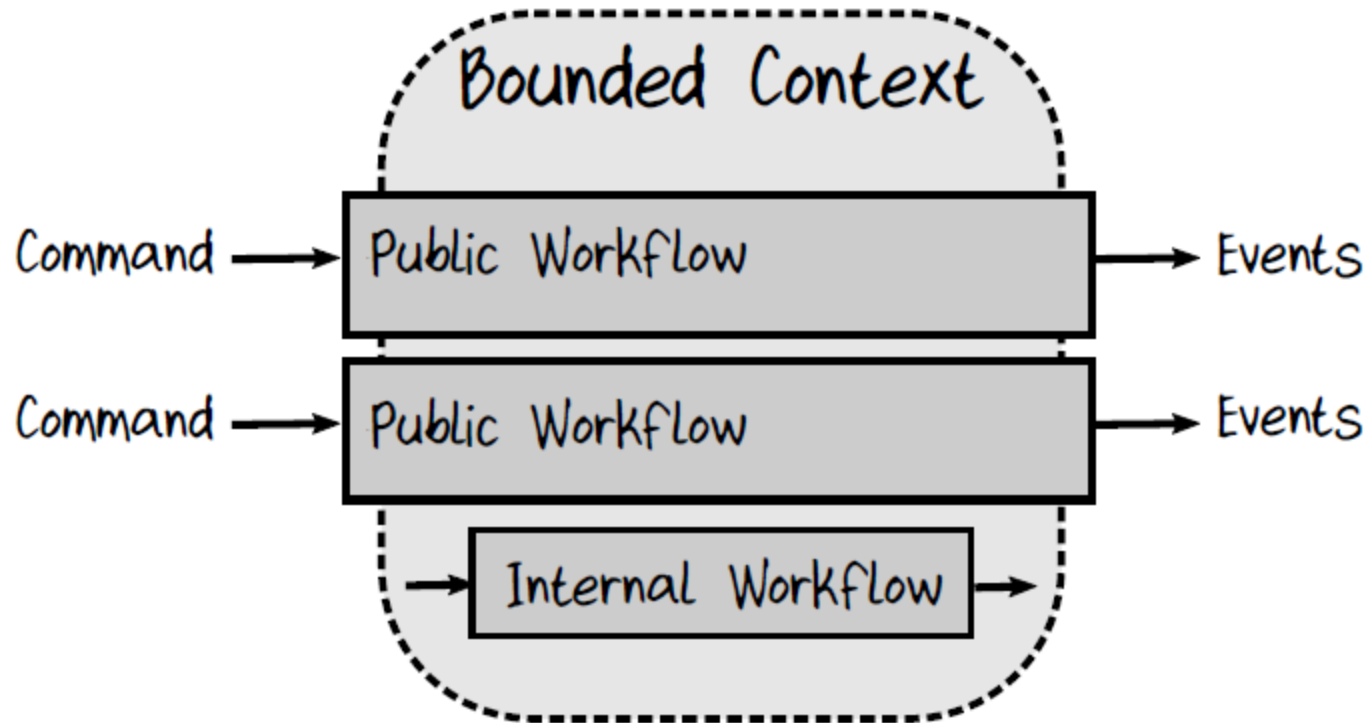 Bounded Context
Command
Public Workflow
Events
Command
Public Workflow
Events
Internal Workflow